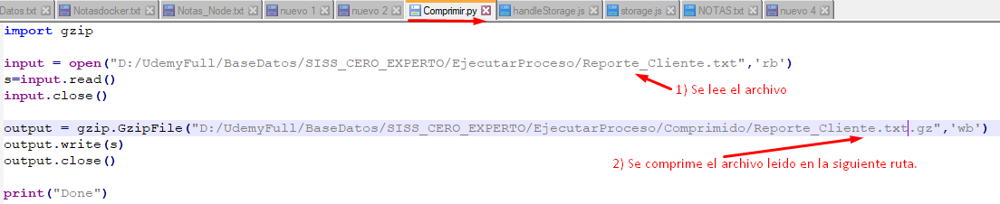 Datos.txt Notasdocker.txt Notas_Node.txt nuevo 1 nuevo 2 Comprimir.py handleStorage.js storage.js NOTAS.txt nuevo 4
import gzip
input = open("D:/UdemyFull/BaseDatos/SISS_CERO_EXPERTO/EjecutarProceso/Reporte_Cliente.txt",'rb')
s=input.read()
1) Se lee el archivo
input.close()
output = gzip.GzipFile("D:/UdemyFull/BaseDatos/SISS_CERO_EXPERTO/EjecutarProceso/Comprimido/Reporte_Cliente.txt.gz",'wb')
output.write(s)
output.close()
2) Se comprime el archivo leido en la siguiente ruta.
print("Done")